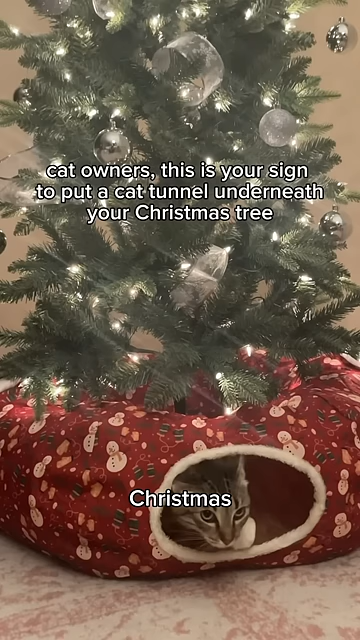 cat owners, this is your sign
to put a cat tunnel underneath
your Christmas tree
Christmas